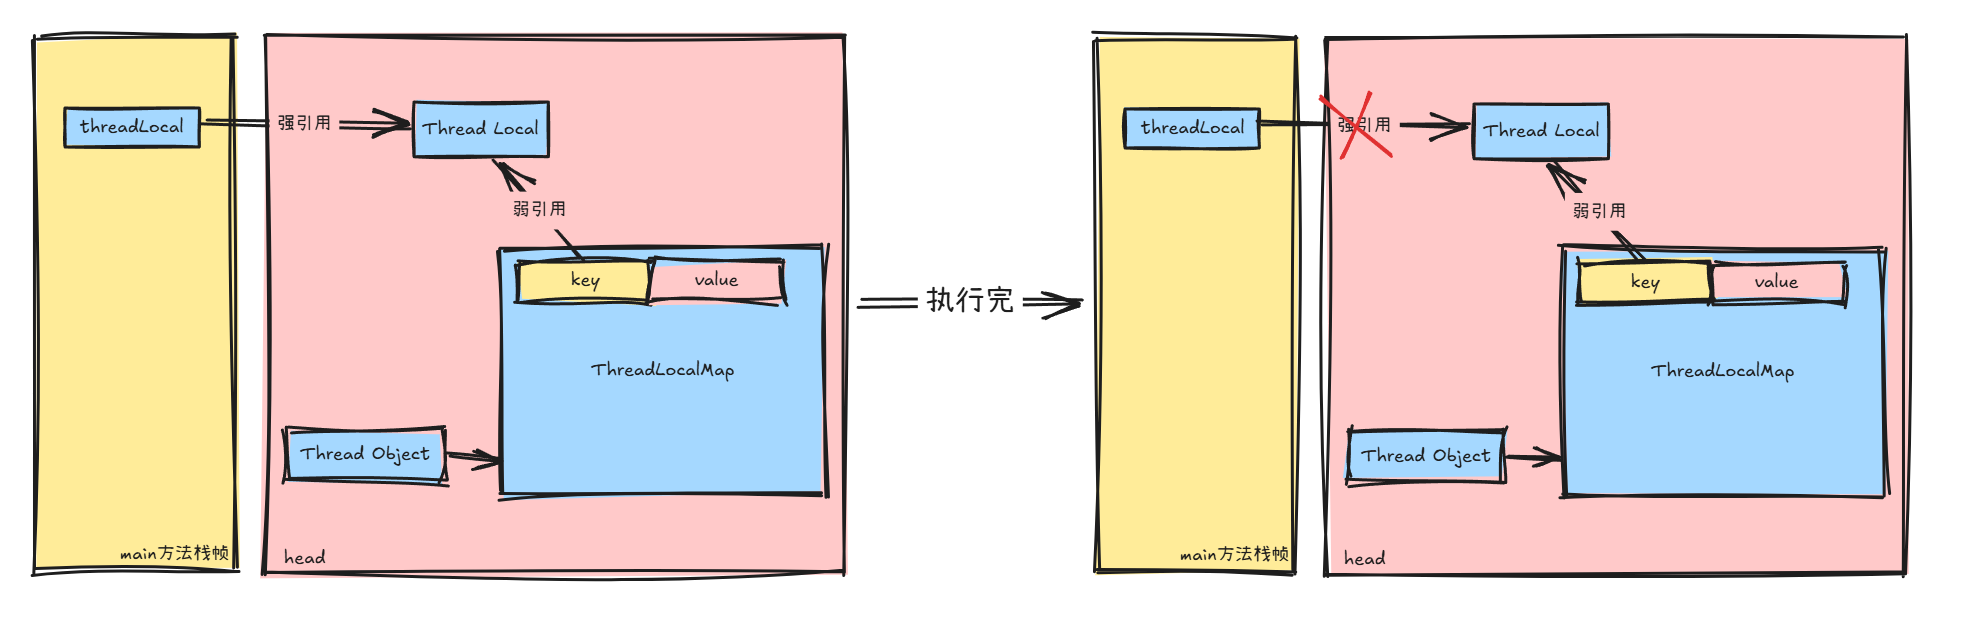 threadLocal
强引用
Thread Local
弱引用
key
value
ThreadLocalMap
Thread Object
main方法栈帧
head
执行完
threadLocal
强引用
Thread Local
弱引用
key
value
ThreadLocalMap
Thread Object
main方法栈帧
head